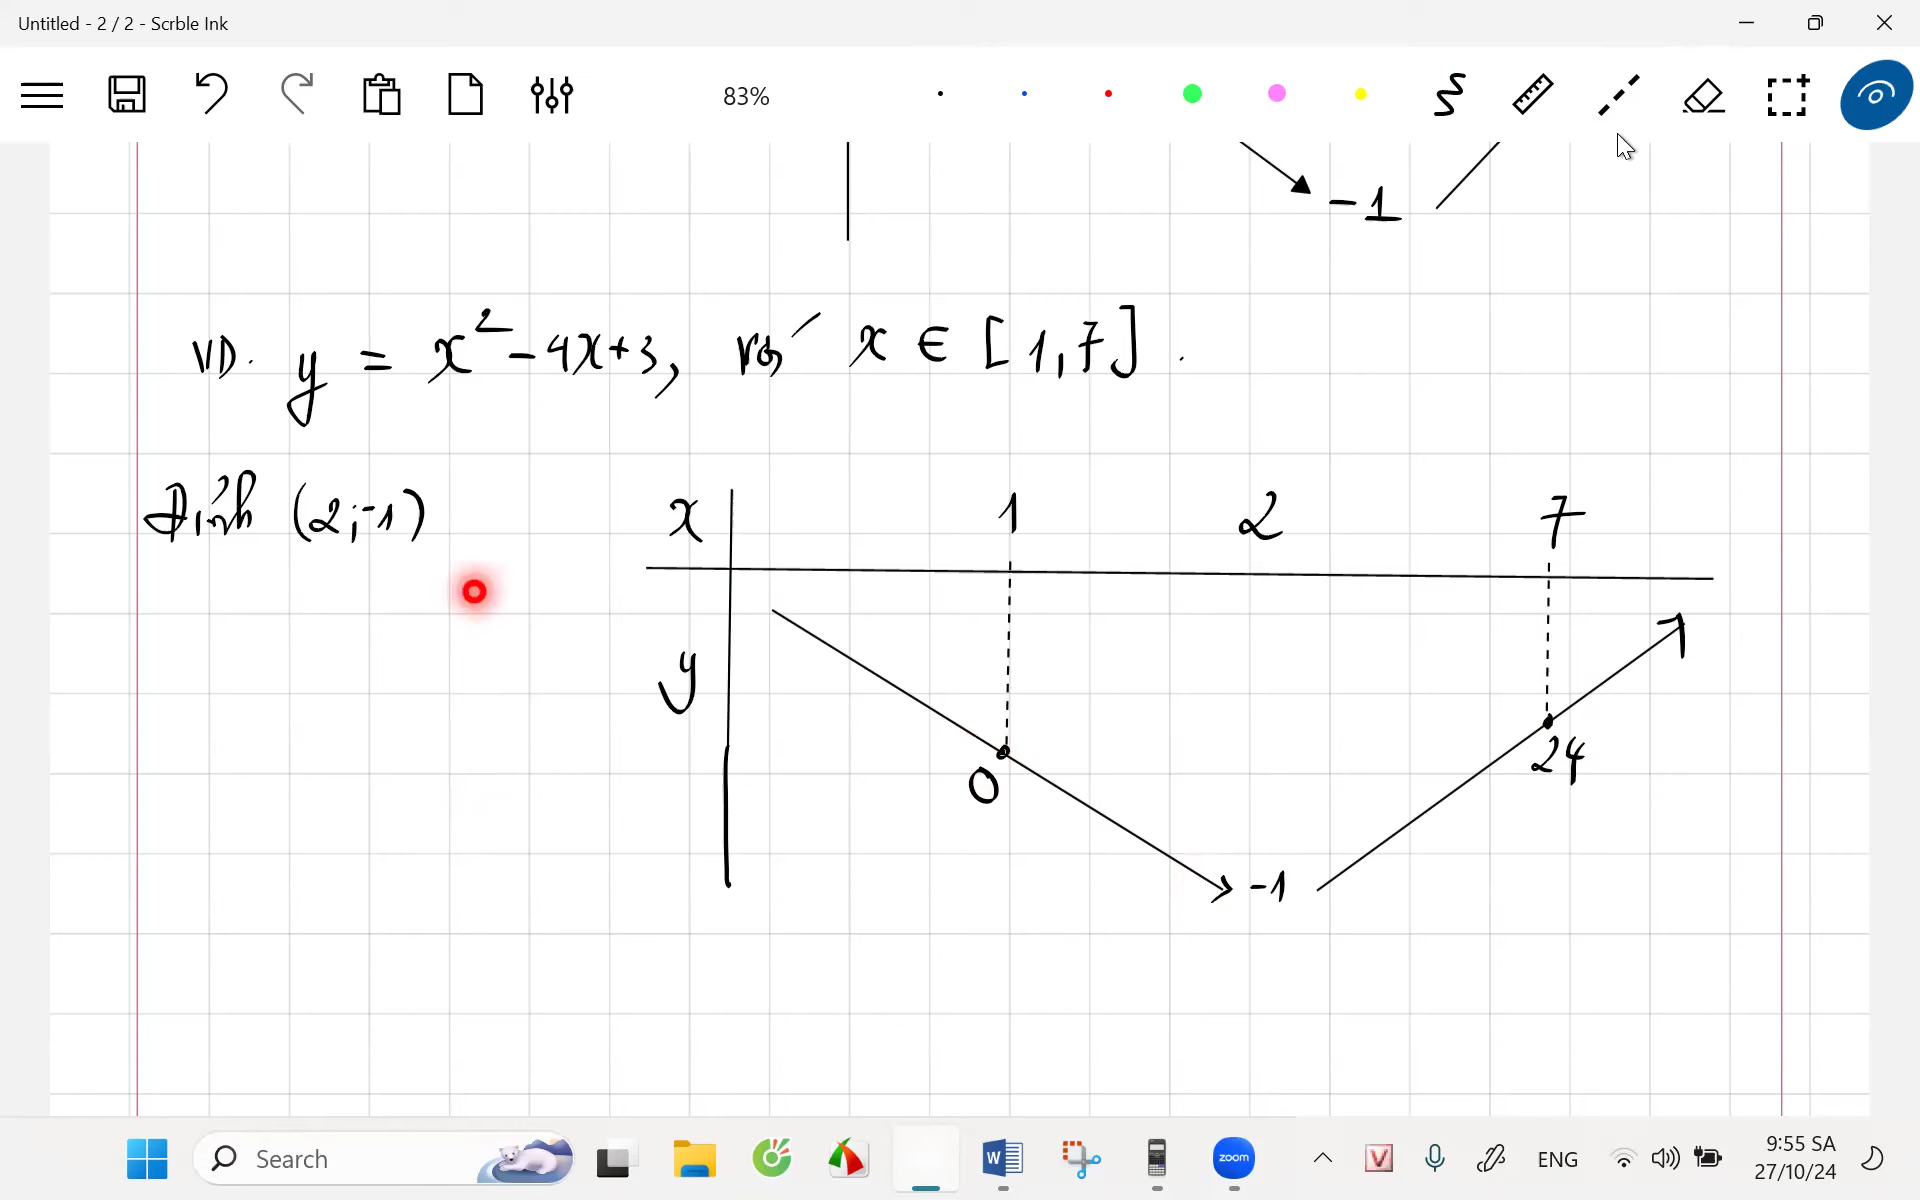 Untitled - 2 / 2 - Scrble Ink
83%
-1
VD. y = x² - 4x + 3, với x ∈ [1,7].
Đỉnh (2;-1)
x 1 2 7
y
0
24
-1
Search
zoom
ENG
9:55 SA
27/10/24